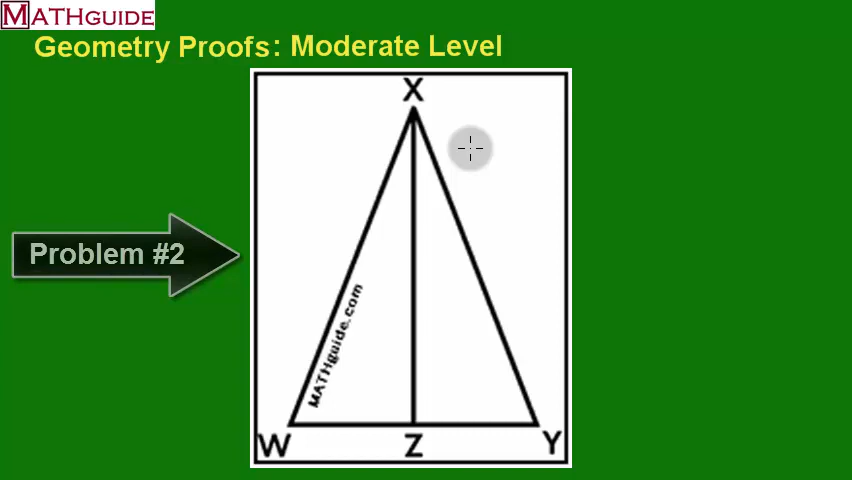 MATHGUIDE
Geometry Proofs: Moderate Level
X
Problem #2
MATHguide.com
W
Z
Y